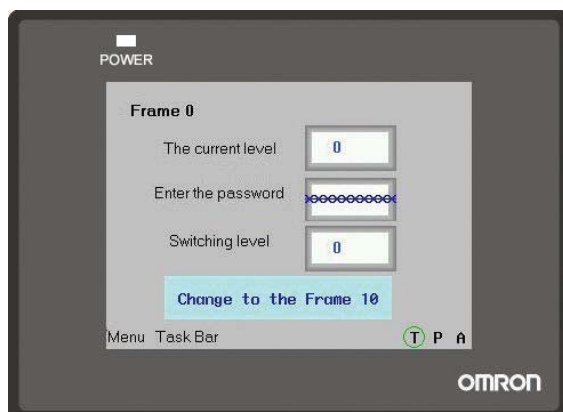 POWER
Frame 0
The current level 0
Enter the password
Switching level 0
Change to the Frame 10
Menu Task Bar T P A
OMRON